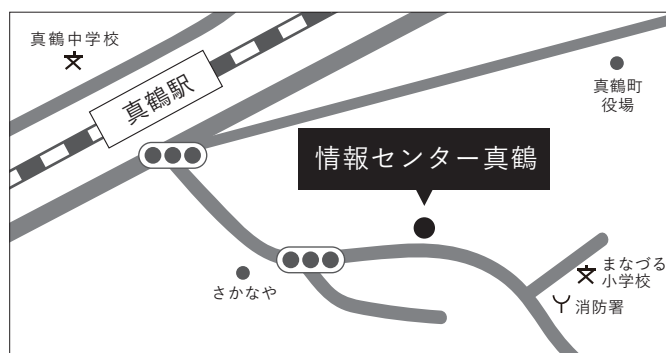 真鶴中学校
真鶴駅
真鶴町
役場
情報センター真鶴
さかなや
まなづる
小学校
消防署